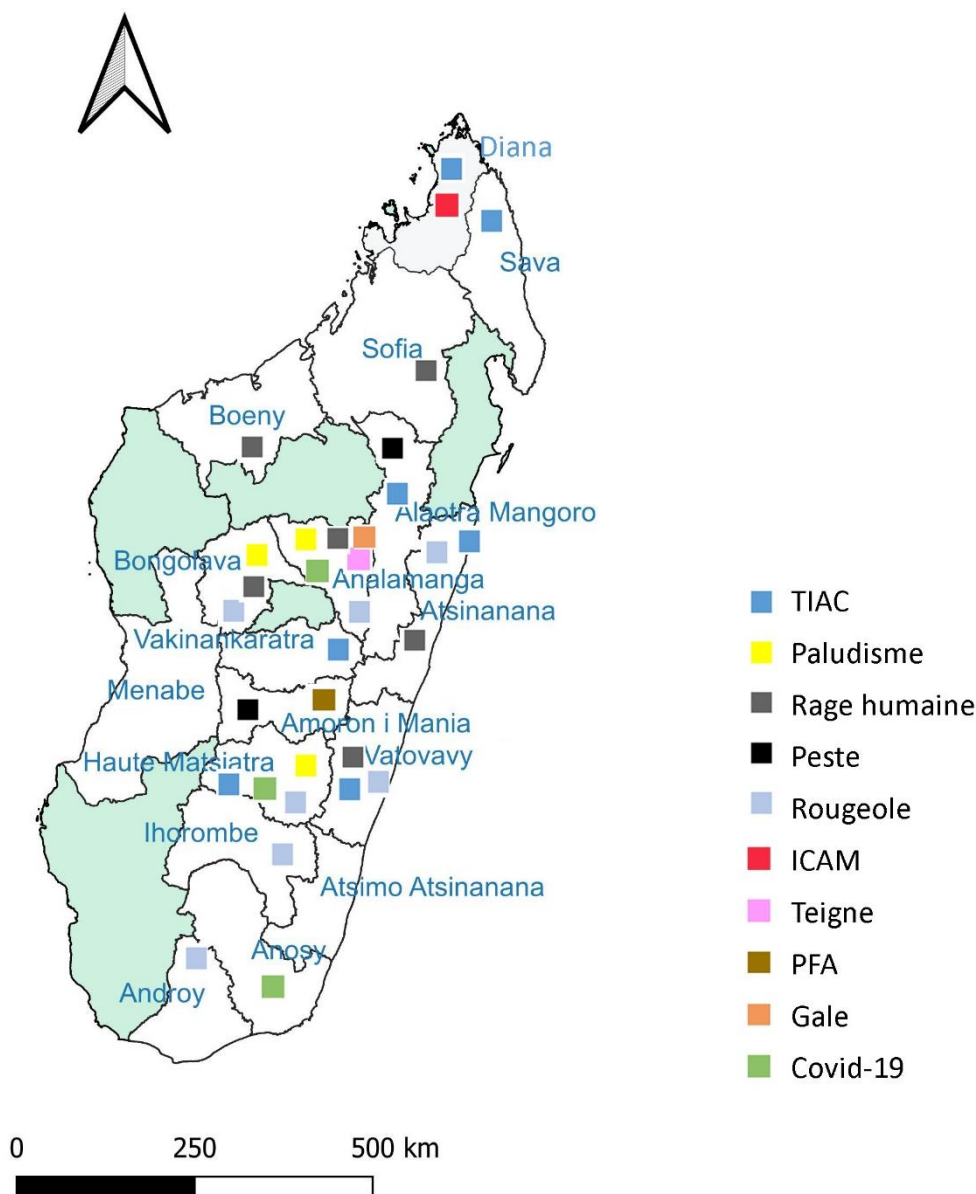 Diana
Sava
Sofia
Boeny
Alaotra Mangoro
Bongolava
Analamanga
Atsinanana
Vakinankaratra
Menabe
Amoron i Mania
Haute Matsiatra
Vatovavy
Ihorombe
Atsimo Atsinanana
Anosy
Androy
TIAC
Paludisme
Rage humaine
Peste
Rougeole
ICAM
Teigne
PFA
Gale
Covid-19
0 250 500 km